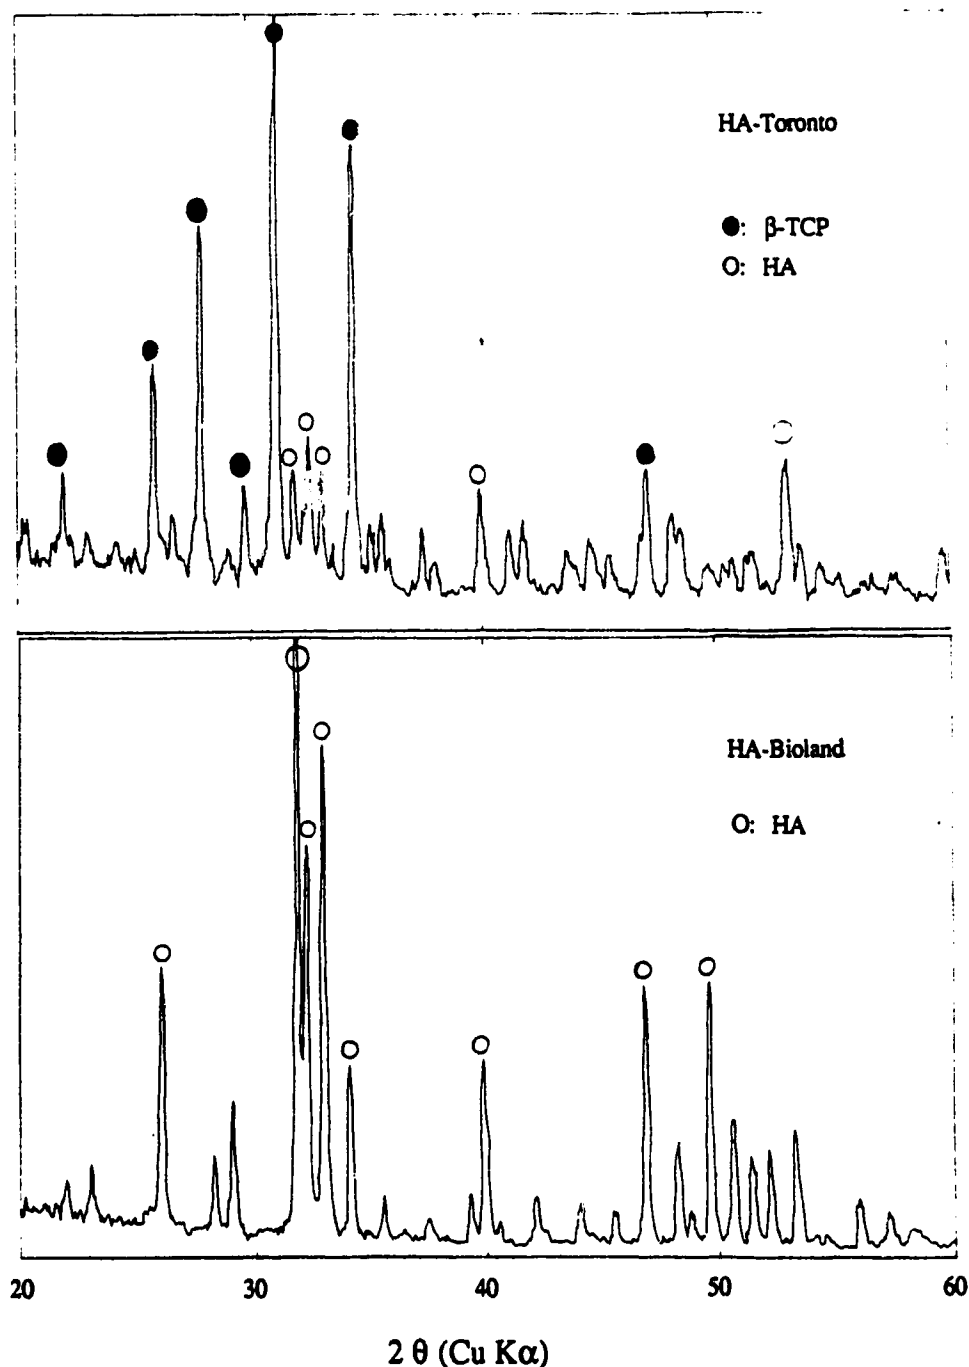 HA-Toronto
●: β-TCP
O: HA
HA-Bioland
O: HA
20 30 40 50 60
2 θ (Cu Kα)